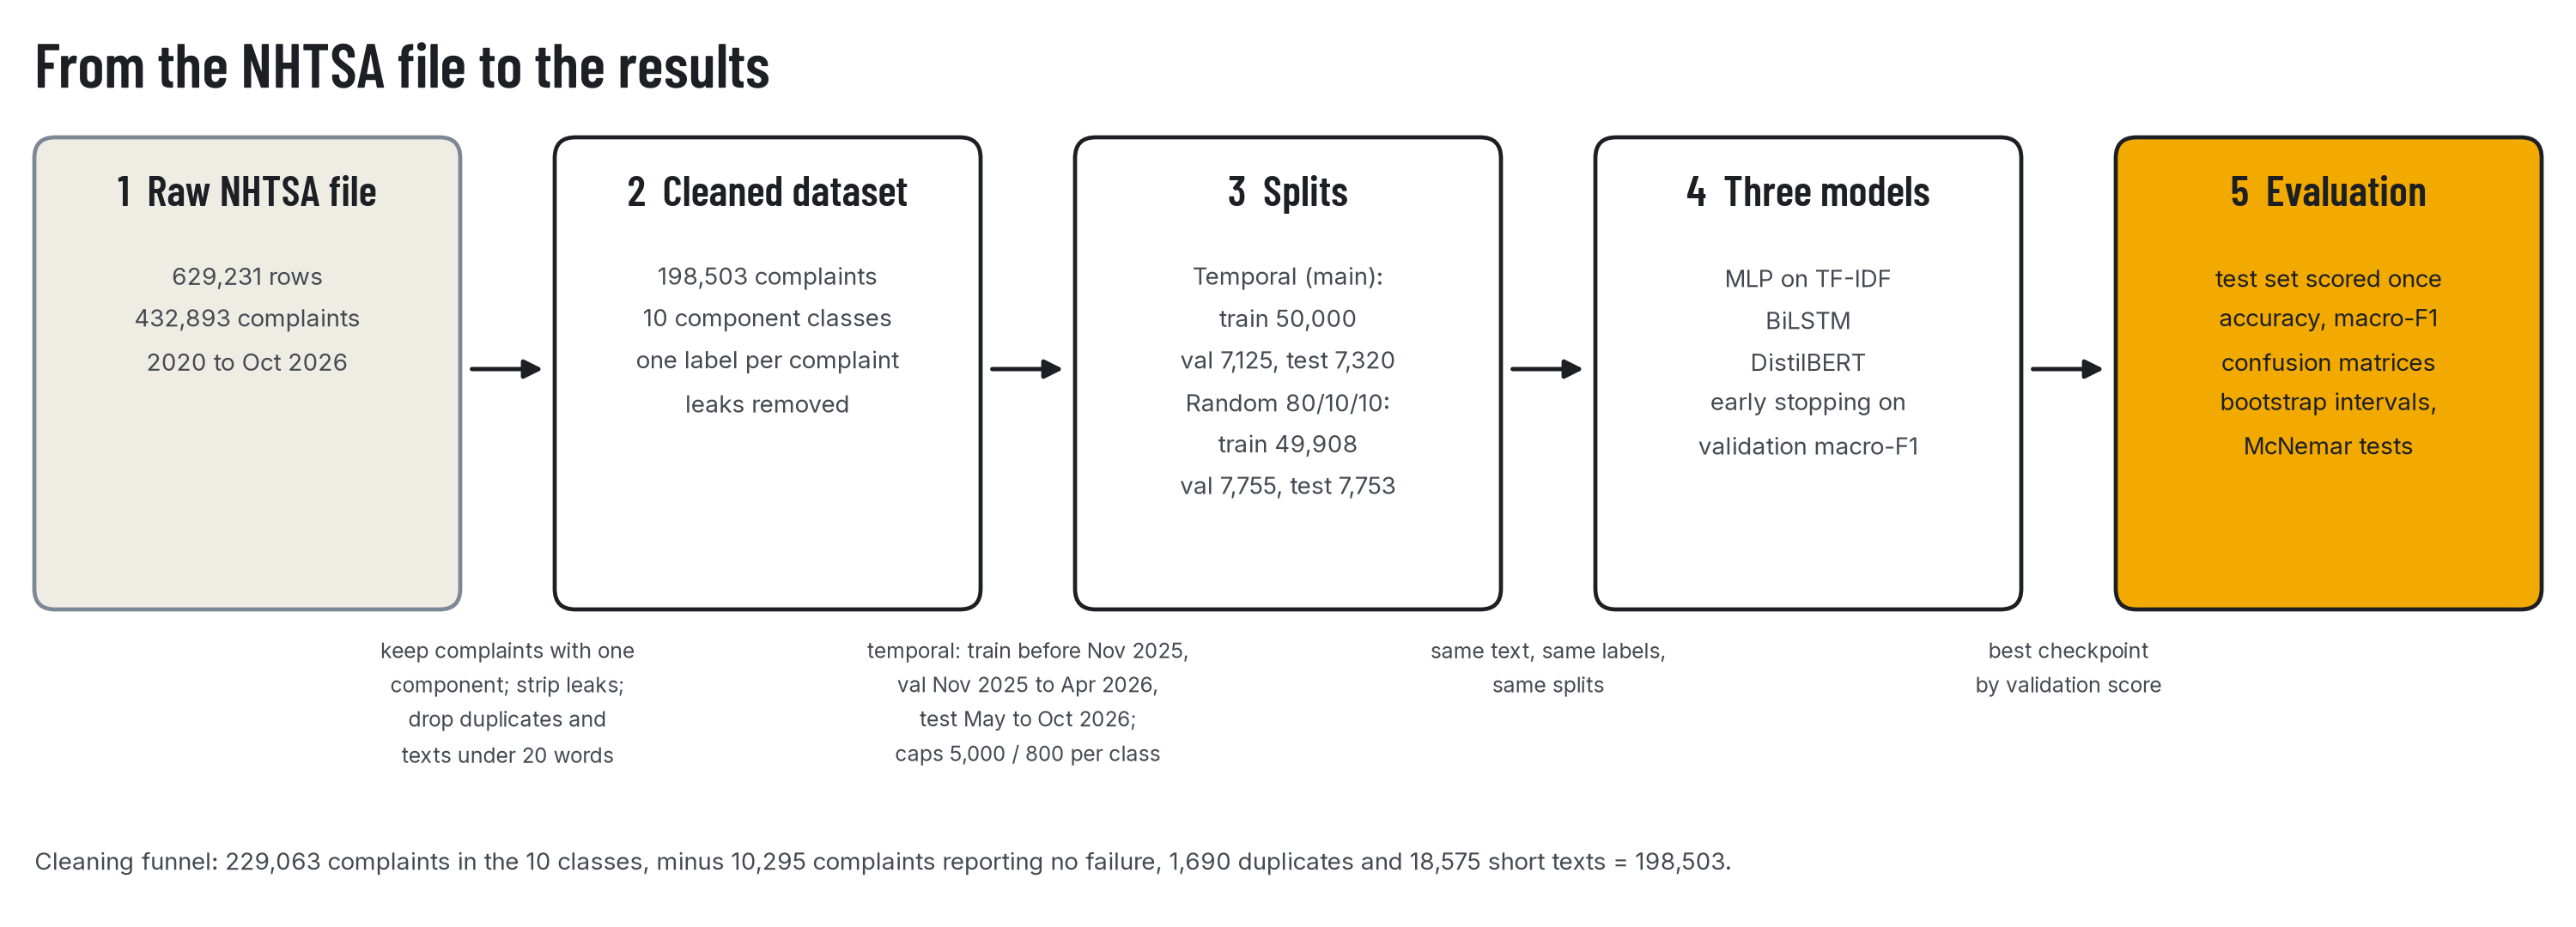 From the NHTSA file to the results
1 Raw NHTSA file
629,231 rows
432,893 complaints
2020 to Oct 2026
2 Cleaned dataset
198,503 complaints
10 component classes
one label per complaint
leaks removed
3 Splits
Temporal (main):
train 50,000
val 7,125, test 7,320
Random 80/10/10:
train 49,908
val 7,755, test 7,753
4 Three models
MLP on TF-IDF
BiLSTM
DistilBERT
early stopping on
validation macro-F1
5 Evaluation
test set scored once
accuracy, macro-F1
confusion matrices
bootstrap intervals,
McNemar tests
keep complaints with one
component; strip leaks;
drop duplicates and
texts under 20 words
temporal: train before Nov 2025,
val Nov 2025 to Apr 2026,
test May to Oct 2026;
caps 5,000 / 800 per class
same text, same labels,
same splits
best checkpoint
by validation score
Cleaning funnel: 229,063 complaints in the 10 classes, minus 10,295 complaints reporting no failure, 1,690 duplicates and 18,575 short texts = 198,503.